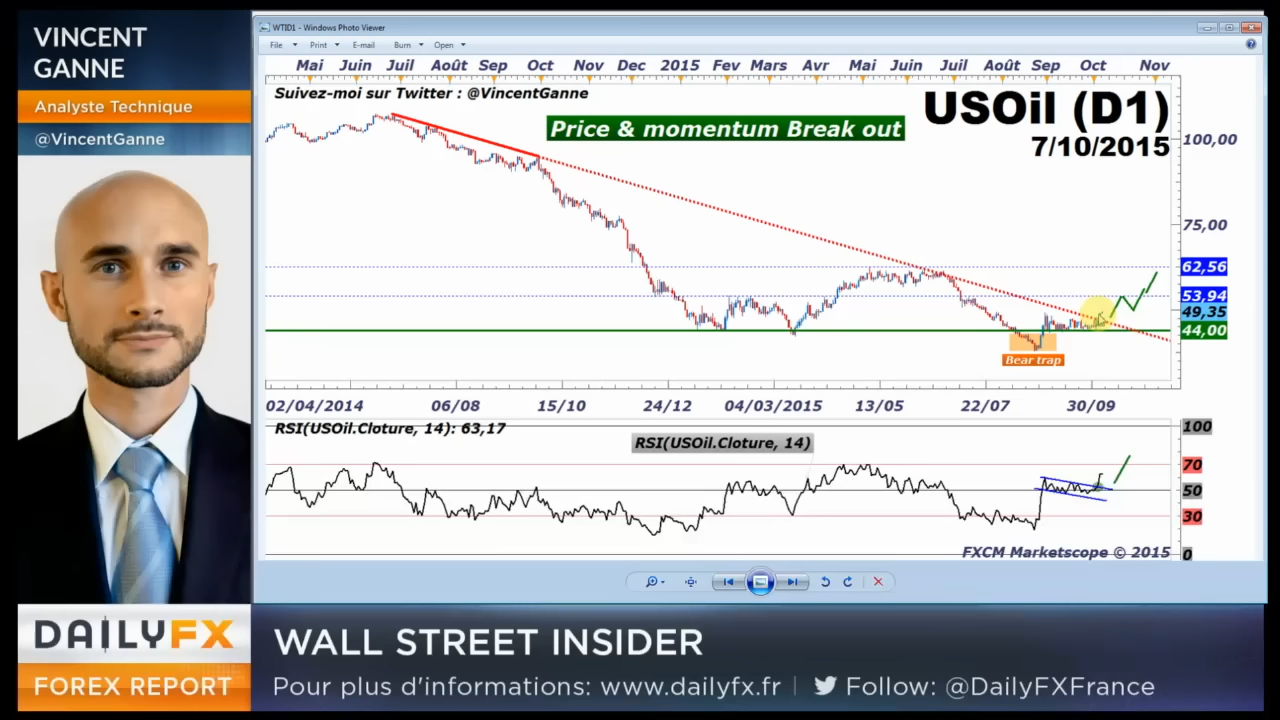 VINCENT
GANNE
Analyste Technique
@VincentGanne
WTID1 - Windows Photo Viewer
File Print E-mail Burn Open
Mai Juin Juil Août Sep Oct Nov Dec 2015 Fev Mars Avr Mai Juin Juil Août Sep Oct Nov
Suivez-moi sur Twitter : @VincentGanne
USOil (D1)
7/10/2015
Price & momentum Break out
100,00
75,00
62,56
53,94
49,35
44,00
Bear trap
02/04/2014 06/08 15/10 24/12 04/03/2015 13/05 22/07 30/09
RSI(USOil.Cloture, 14): 63,17
RSI(USOil.Cloture, 14)
100
70
50
30
0
FXCM Marketscope © 2015
DAILYFX
FOREX REPORT
WALL STREET INSIDER
Pour plus d'informations: www.dailyfx.fr | Follow: @DailyFXFrance